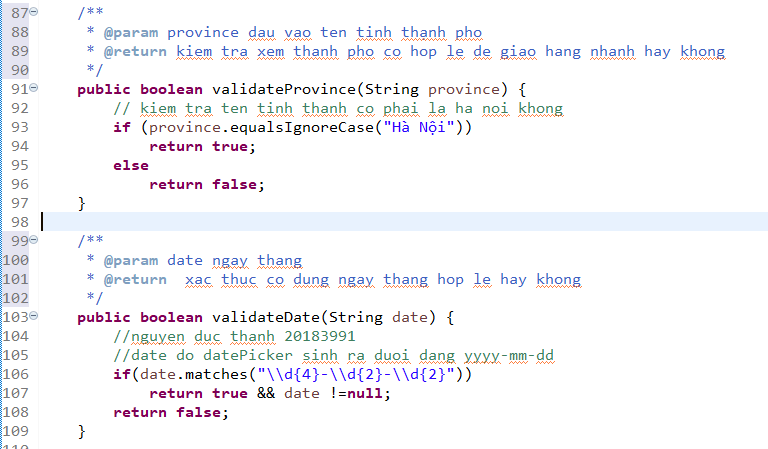 87 /**
88 * @param province dau vao ten tinh thanh pho
89 * @return kiem tra xem thanh pho co hop le de giao hang nhanh hay khong
90 */
91 public boolean validateProvince(String province) {
92 // kiem tra ten tinh thanh co phai la ha noi khong
93 if (province.equalsIgnoreCase("Hà Nội"))
94 return true;
95 else
96 return false;
97 }
98
99 /**
100 * @param date ngay thang
101 * @return  xac thuc co dung ngay thang hop le hay khong
102 */
103 public boolean validateDate(String date) {
104 //nguyen duc thanh 20183991
105 //date do datePicker sinh ra duoi dang yyyy-mm-dd
106 if(date.matches("\\d{4}-\\d{2}-\\d{2}"))
107 return true && date !=null;
108 return false;
109 }